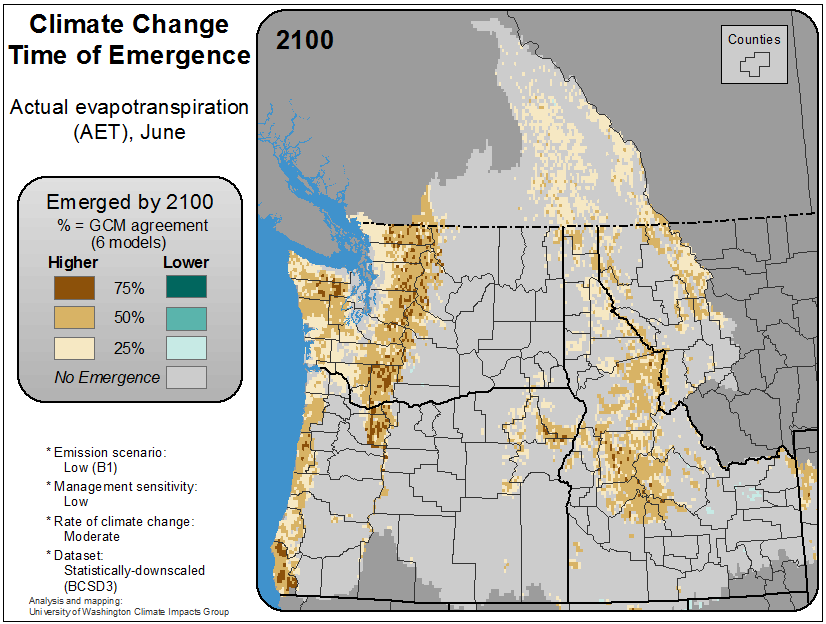 Climate Change
Time of Emergence
Actual evapotranspiration
(AET), June
Emerged by 2100
% = GCM agreement
(6 models)
Higher Lower
75%
50%
25%
No Emergence
* Emission scenario:
Low (B1)
* Management sensitivity:
Low
* Rate of climate change:
Moderate
* Dataset:
Statistically-downscaled
(BCSD3)
Analysis and mapping:
University of Washington Climate Impacts Group
2100
Counties